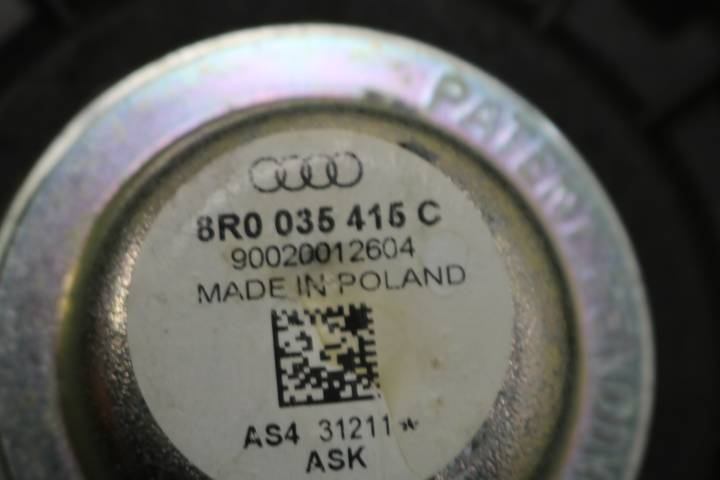 8R0 035 415 C
90020012604
MADE IN POLAND
AS4 31211
ASK
PATENT